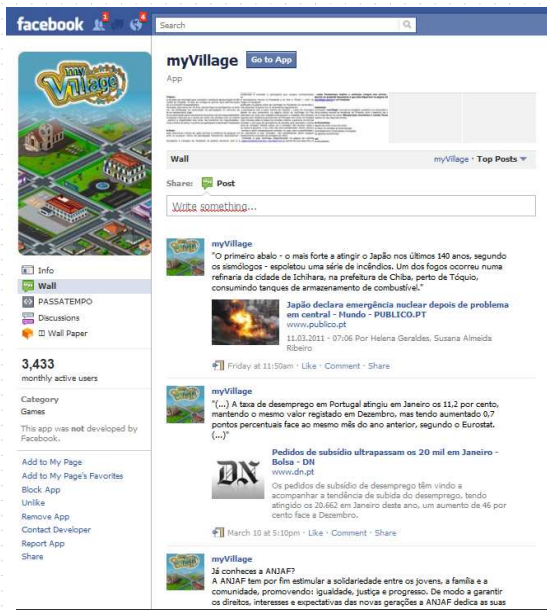 facebook
1
4
Search
my
Village
myVillage
Go to App
App
Wall
myVillage · Top Posts
Share:
Post
Write something...
Info
Wall
PASSATEMPO
Discussions
Wall Paper
3,433
monthly active users
Category
Games
This app was not developed by
Facebook.
Add to My Page
Add to My Page's Favorites
Block App
Unlike
Remove App
Contact Developer
Report App
Share
myVillage
"O primeiro abalo - o mais forte a atingir o Japão nos últimos 140 anos, segundo
os sismólogos - espoletou uma série de incêndios. Um dos fogos ocorreu numa
refinaria da cidade de Ichihara, na prefeitura de Chiba, perto de Tóquio,
consumindo tanques de armazenamento de combustível."
Japão declara emergência nuclear depois de problema
em central - Mundo - PUBLICO.PT
www.publico.pt
11.03.2011 - 07:06 Por Helena Geraldes, Susana Almeida
Ribeiro
Friday at 11:50am · Like · Comment · Share
myVillage
"(...) A taxa de desemprego em Portugal atingiu em Janeiro os 11,2 por cento,
mantendo o mesmo valor registado em Dezembro, mas tendo aumentado 0,7
pontos percentuais face ao mesmo mês do ano anterior, segundo o Eurostat.
(...)"
DN
Pedidos de subsídio ultrapassam os 20 mil em Janeiro -
Bolsa - DN
www.dn.pt
Os pedidos de subsídio de desemprego têm vindo a
acompanhar a tendência de subida do desemprego, tendo
atingido os 20.662 em Janeiro deste ano, um aumento de 46 por
cento face a Dezembro.
March 10 at 5:10pm · Like · Comment · Share
myVillage
Já conheces a ANJAF?
A ANJAF tem por fim estimular a solidariedade entre os jovens, a família e a
comunidade, promovendo: igualdade, justiça e progresso. De modo a garantir
os direitos, interesses e expectativas das novas gerações a ANJAF dedica as suas